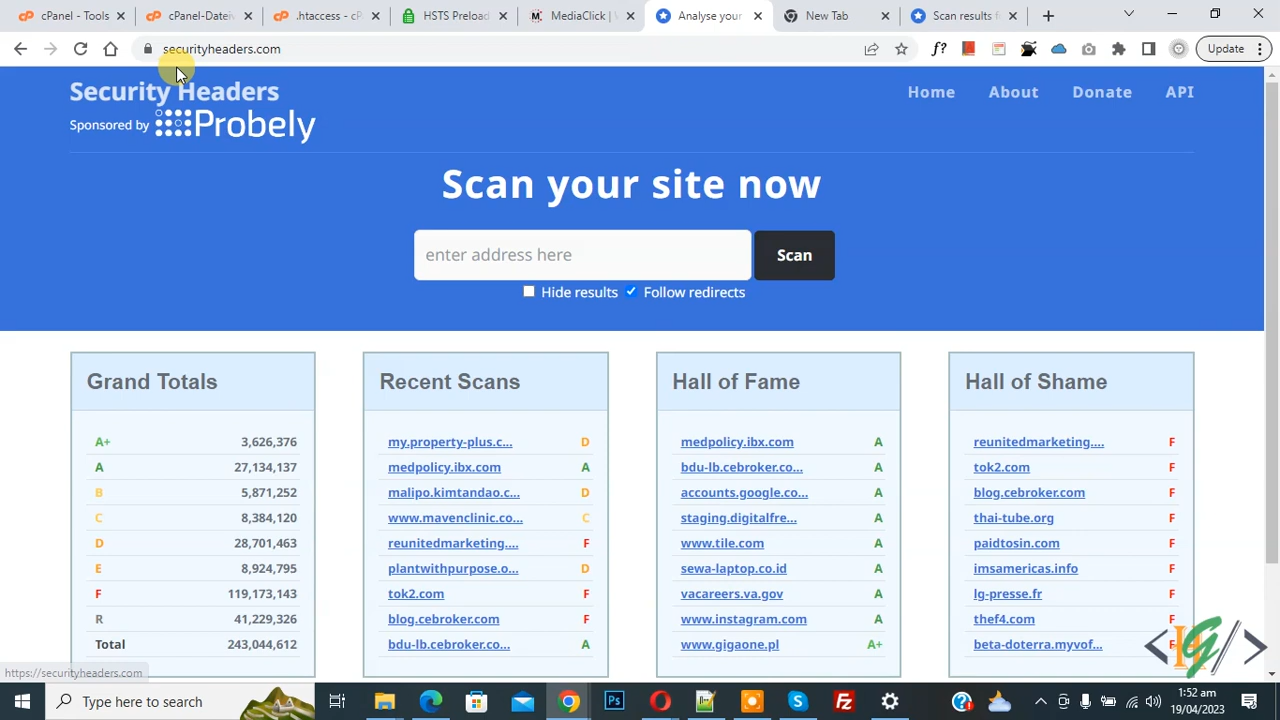 cPanel - Tools
cPanel-Datei
.htaccess - cP
HSTS Preload
MediaClick | W
Analyse your
New Tab
Scan results f
securityheaders.com
f?
Update
Security Headers
Sponsored by Probely
Home
About
Donate
API
Scan your site now
enter address here
Scan
Hide results
Follow redirects
Grand Totals
A+ 3,626,376
A 27,134,137
B 5,871,252
C 8,384,120
D 28,701,463
E 8,924,795
F 119,173,143
R 41,229,326
Total 243,044,612
Recent Scans
my.property-plus.c... D
medpolicy.ibx.com A
malipo.kimtandao.c... D
www.mavenclinic.co... C
reunitedmarketing.... F
plantwithpurpose.o... D
tok2.com F
blog.cebroker.com F
bdu-lb.cebroker.co... A
Hall of Fame
medpolicy.ibx.com A
bdu-lb.cebroker.co... A
accounts.google.co... A
staging.digitalfre... A
www.tile.com A
sewa-laptop.co.id A
vacareers.va.gov A
www.instagram.com A
www.gigaone.pl A+
Hall of Shame
reunitedmarketing.... F
tok2.com F
blog.cebroker.com F
thai-tube.org F
paidtosin.com F
imsamericas.info F
lg-presse.fr F
thef4.com F
beta-doterra.myvof... F
https://securityheaders.com
Type here to search
1:52 am
19/04/2023